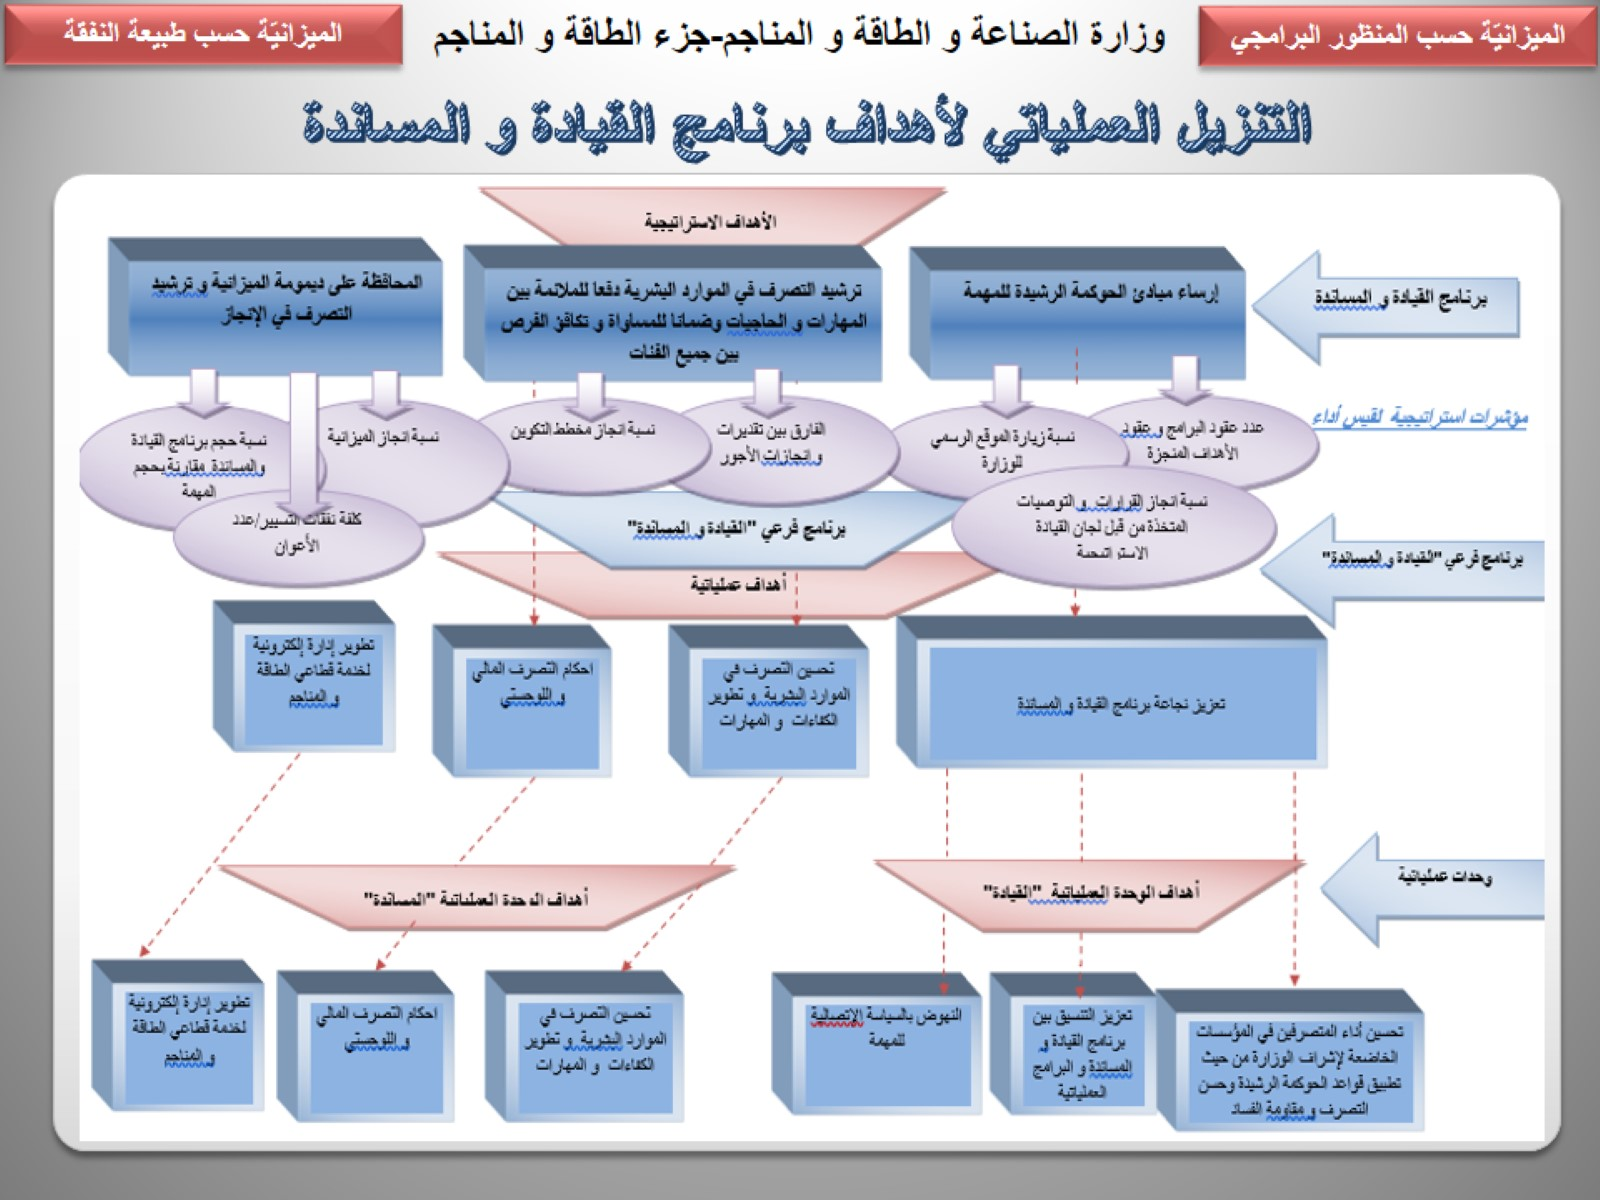 الميزانيّة حسب المنظور البرامجي
وزارة الصناعة و الطاقة و المناجم-جزء الطاقة و المناجم
الميزانيّة حسب طبيعة النفقة
التنزيل العملياتي لأهداف برنامج القيادة و المساندة
الأهداف الاستراتيجية
برنامج القيادة و المساندة
إرساء مبادئ الحوكمة الرشيدة للمهمة
ترشيد التصرف في الموارد البشرية دفعا للملائمة بين
المهارات و الحاجيات وضمانا للمساواة و تكافؤ الفرص
بين جميع الفئات
المحافظة على ديمومة الميزانية و ترشيد
التصرف في الإنجاز
مؤشرات استراتيجية لقيس أداء
عدد عقود البرامج و عقود
الأهداف المنجزة
نسبة زيارة الموقع الرسمي
للوزارة
نسبة انجاز القرارات و التوصيات
المتخذة من قبل لجان القيادة
الاستراتيجية
الفارق بين تقديرات
و انجازات الأجور
نسبة انجاز مخطط التكوين
نسبة انجاز الميزانية
نسبة حجم برنامج القيادة
والمساندة مقارنة بحجم
المهمة
كلفة نفقات التسيير/عدد
الأعوان
برنامج فرعي "القيادة و المساندة"
برنامج فرعي "القيادة و المساندة"
أهداف عملياتية
تعزيز نجاعة برنامج القيادة و المساندة
تحسين التصرف في
الموارد البشرية و تطوير
الكفاءات و المهارات
احكام التصرف المالي
و اللوجستي
تطوير إدارة إلكترونية
لخدمة قطاعي الطاقة
و المناجم
وحدات عملياتية
أهداف الوحدة العملياتية "القيادة"
أهداف الوحدة العملياتية "المساندة"
تحسين أداء المتصرفين في المؤسسات
الخاضعة لإشراف الوزارة من حيث
تطبيق قواعد الحوكمة الرشيدة وحسن
التصرف و مقاومة الفساد
تعزيز التنسيق بين
برنامج القيادة و
المساندة و البرامج
العملياتية
النهوض بالسياسة الإتصالية
للمهمة
تحسين التصرف في
الموارد البشرية و تطوير
الكفاءات و المهارات
احكام التصرف المالي
و اللوجستي
تطوير إدارة إلكترونية
لخدمة قطاعي الطاقة
و المناجم